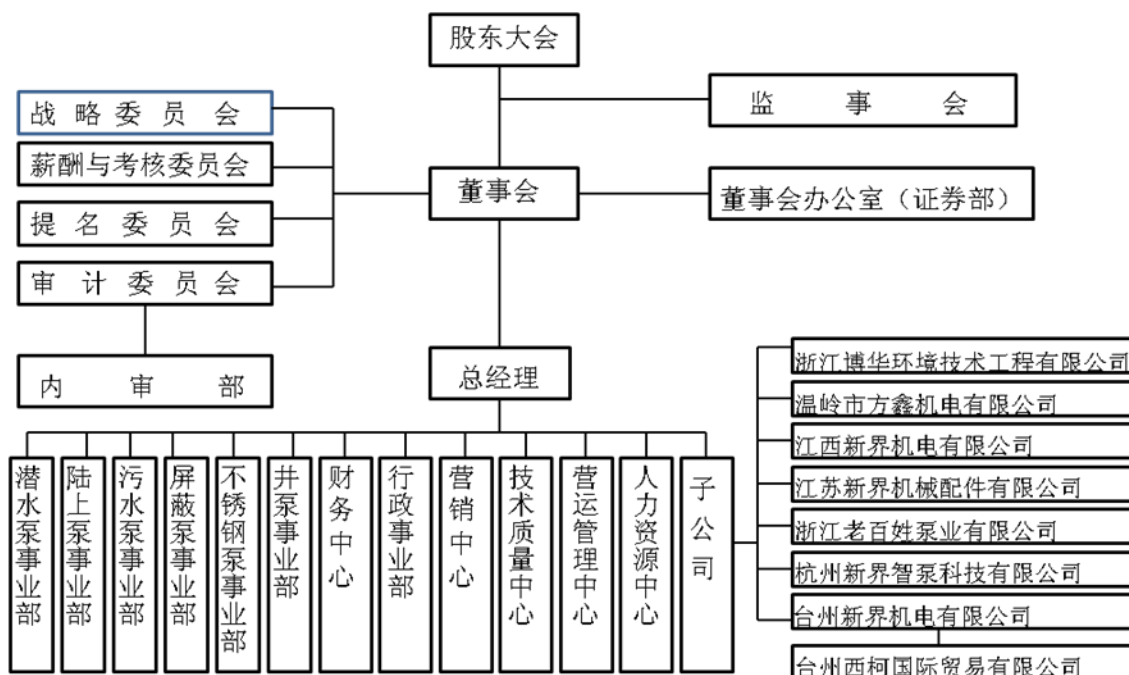 股东大会
监事会
战略委员会
薪酬与考核委员会
提名委员会
审计委员会
董事会
董事会办公室（证券部）
内审部
总经理
潜水泵事业部
陆上泵事业部
污水泵事业部
屏蔽泵事业部
不锈钢泵事业部
井泵事业部
财务中心
行政事业部
营销中心
技术质量中心
营运管理中心
人力资源中心
子公司
浙江博华环境技术工程有限公司
温岭市方鑫机电有限公司
江西新界机电有限公司
江苏新界机械配件有限公司
浙江老百姓泵业有限公司
杭州新界智泵科技有限公司
台州新界机电有限公司
台州西柯国际贸易有限公司